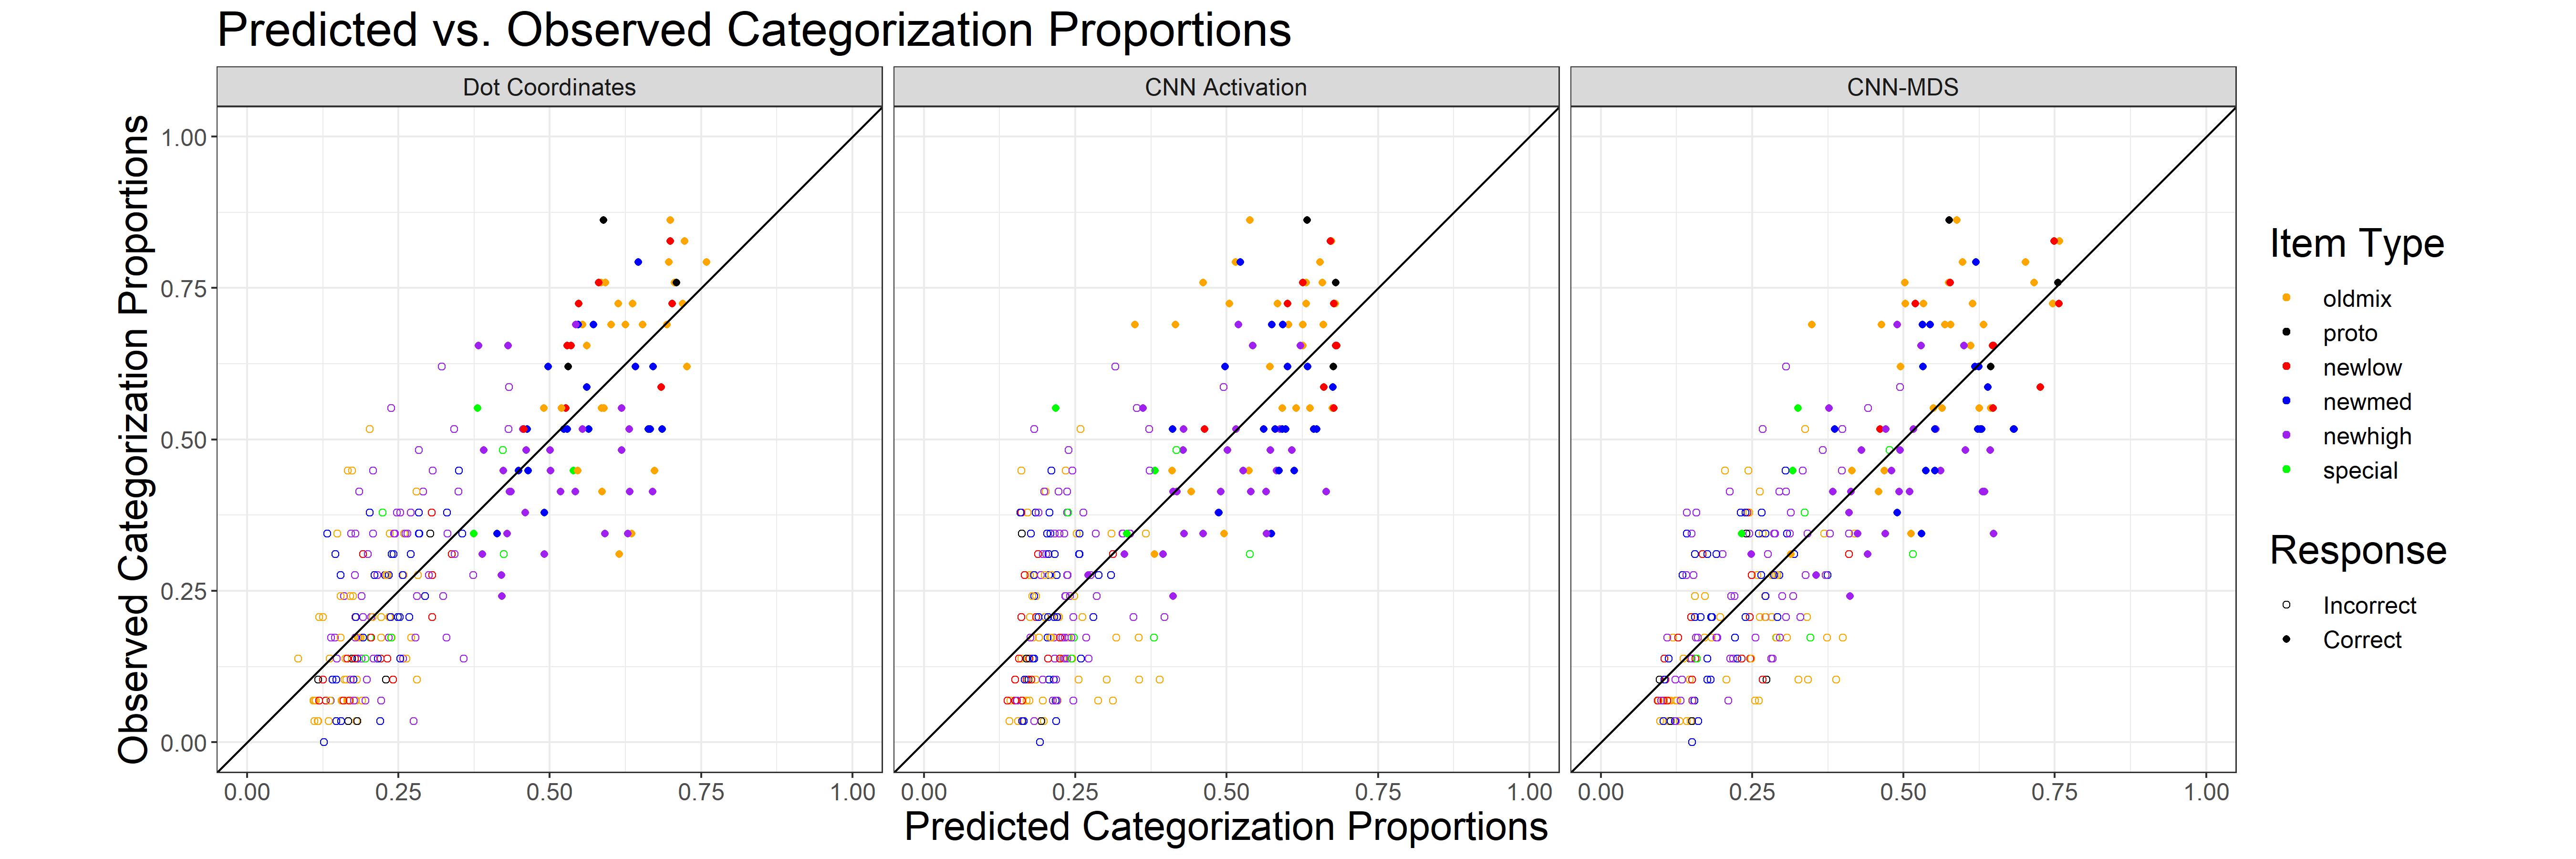 Predicted vs. Observed Categorization Proportions
Dot Coordinates
CNN Activation
CNN-MDS
Observed Categorization Proportions
1.00
0.75
0.50
0.25
0.00
0.00 0.25 0.50 0.75 1.00
0.00 0.25 0.50 0.75 1.00
0.00 0.25 0.50 0.75 1.00
Predicted Categorization Proportions
Item Type
oldmix
proto
newlow
newmed
newhigh
special
Response
Incorrect
Correct